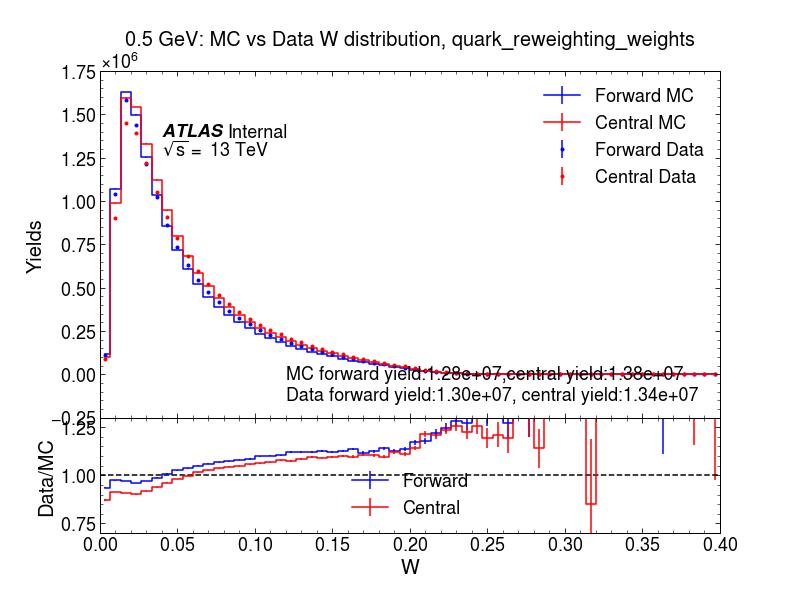 0.5 GeV: MC vs Data W distribution, quark_reweighting_weights
×10⁶
1.75
1.50
1.25
1.00
0.75
0.50
0.25
0.00
−0.25
Yields
ATLAS Internal
√s = 13 TeV
Forward MC
Central MC
Forward Data
Central Data
MC forward yield:1.28e+07,central yield:1.38e+07
Data forward yield:1.30e+07, central yield:1.34e+07
1.25
1.00
0.75
Data/MC
Forward
Central
0.00 0.05 0.10 0.15 0.20 0.25 0.30 0.35 0.40
W